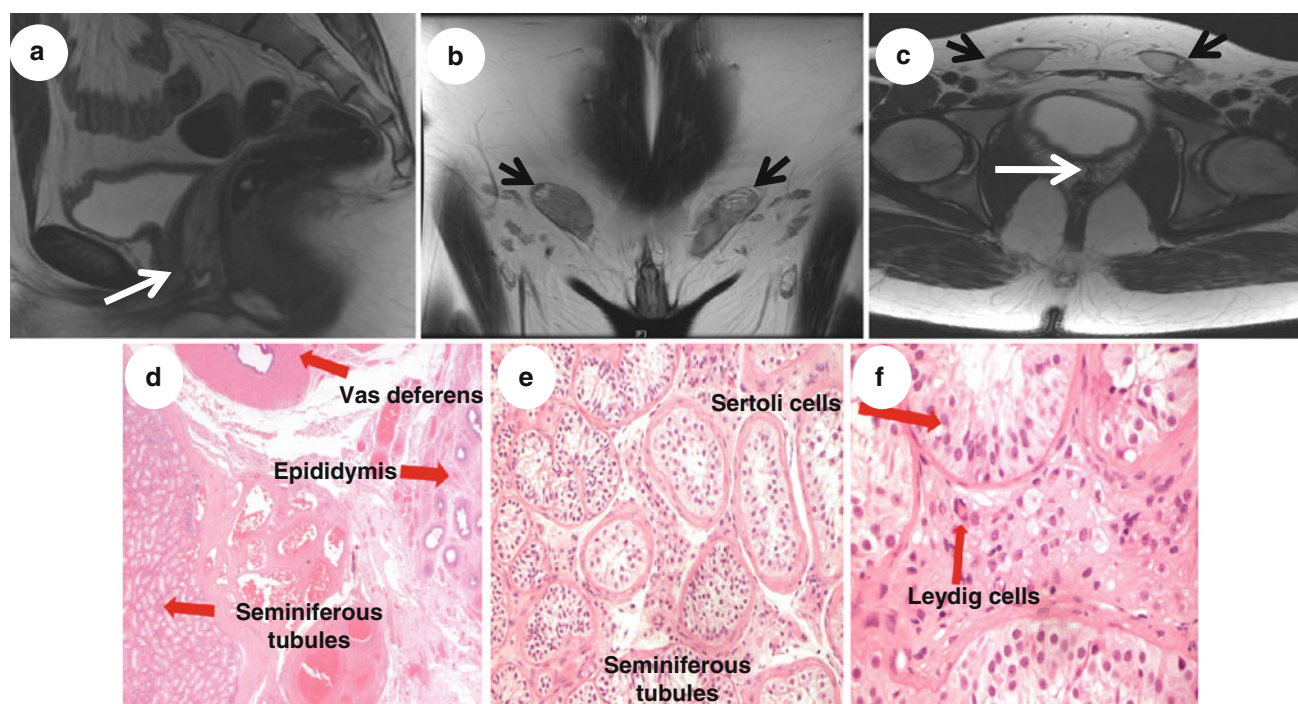 a
b
c
[H]
[F]
d
Vas deferens
Epididymis
Seminiferous
tubules
e
Sertoli cells
Seminiferous
tubules
f
Leydig cells